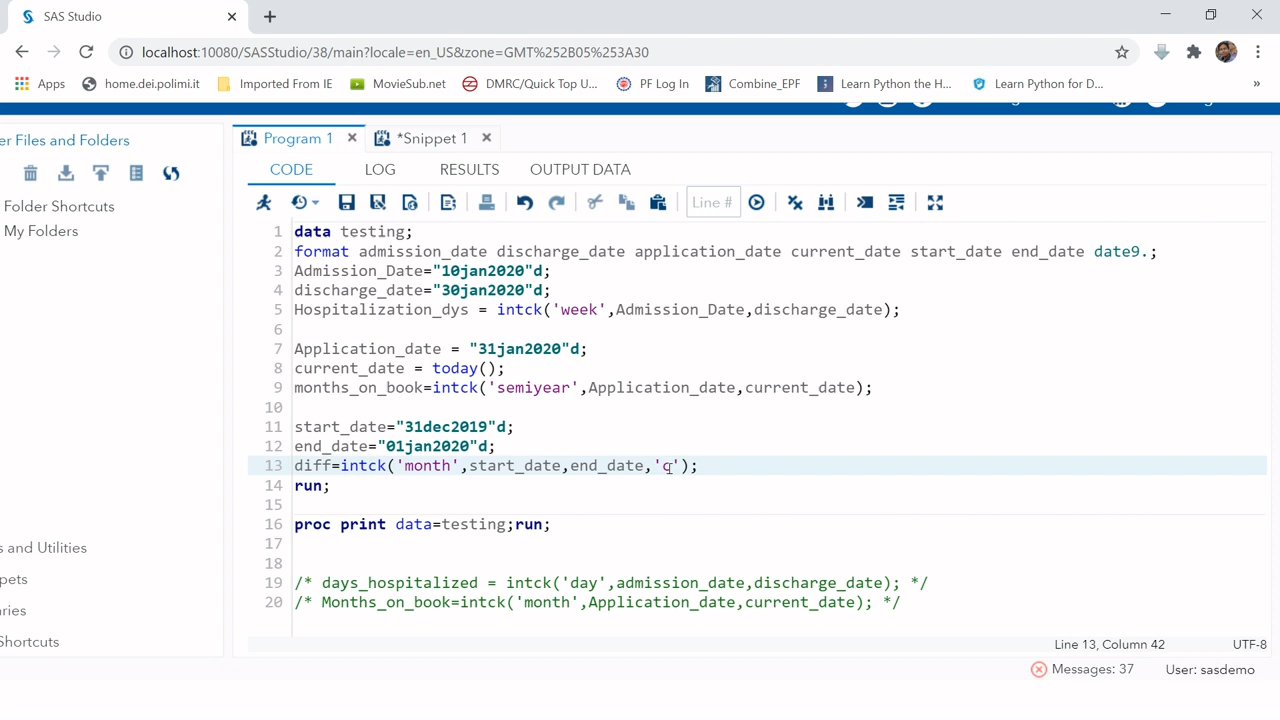 SAS Studio
localhost:10080/SASStudio/38/main?locale=en_US&zone=GMT%252B05%253A30
Apps home.dei.polimi.it Imported From IE MovieSub.net DMRC/Quick Top U... PF Log In Combine_EPF Learn Python the H... Learn Python for D... »
er Files and Folders
Program 1 *Snippet 1
CODE LOG RESULTS OUTPUT DATA
Line #
Folder Shortcuts
My Folders
1 data testing;
2 format admission_date discharge_date application_date current_date start_date end_date date9.;
3 Admission_Date="10jan2020"d;
4 discharge_date="30jan2020"d;
5 Hospitalization_dys = intck('week',Admission_Date,discharge_date);
6
7 Application_date = "31jan2020"d;
8 current_date = today();
9 months_on_book=intck('semiyear',Application_date,current_date);
10
11 start_date="31dec2019"d;
12 end_date="01jan2020"d;
13 diff=intck('month',start_date,end_date,'c');
14 run;
15
16 proc print data=testing;run;
17
18
19 /* days_hospitalized = intck('day',admission_date,discharge_date); */
20 /* Months_on_book=intck('month',Application_date,current_date); */
s and Utilities
pets
ries
Shortcuts
Line 13, Column 42 UTF-8
Messages: 37 User: sasdemo